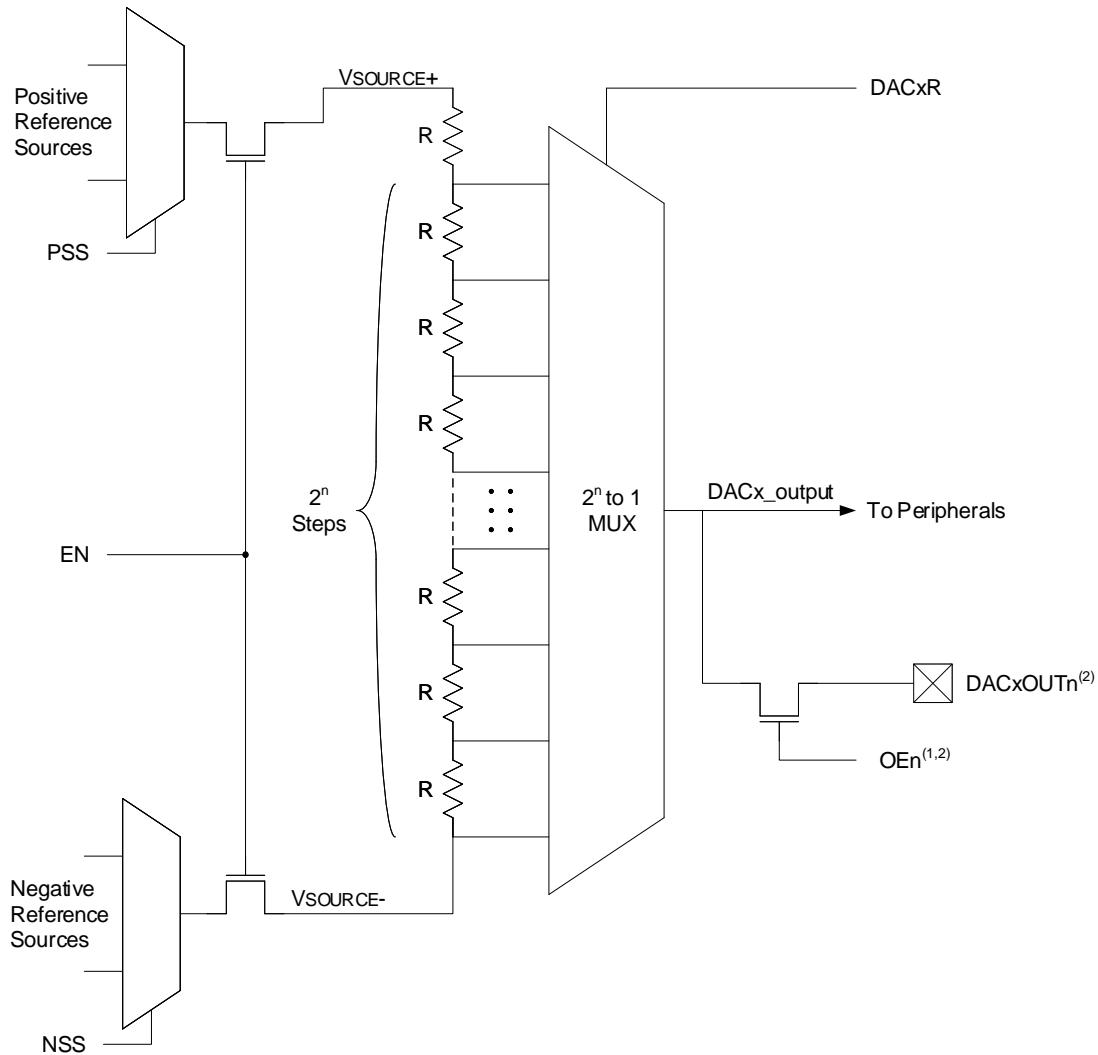 VSOURCE+
DACxR
Positive
Reference
Sources
R
R
PSS
R
R
2ⁿ
Steps
2ⁿ to 1
MUX
DACx_output
To Peripherals
EN
R
R
DACxOUTn⁽²⁾
OEn⁽¹,²⁾
R
Negative
Reference
Sources
VSOURCE-
NSS